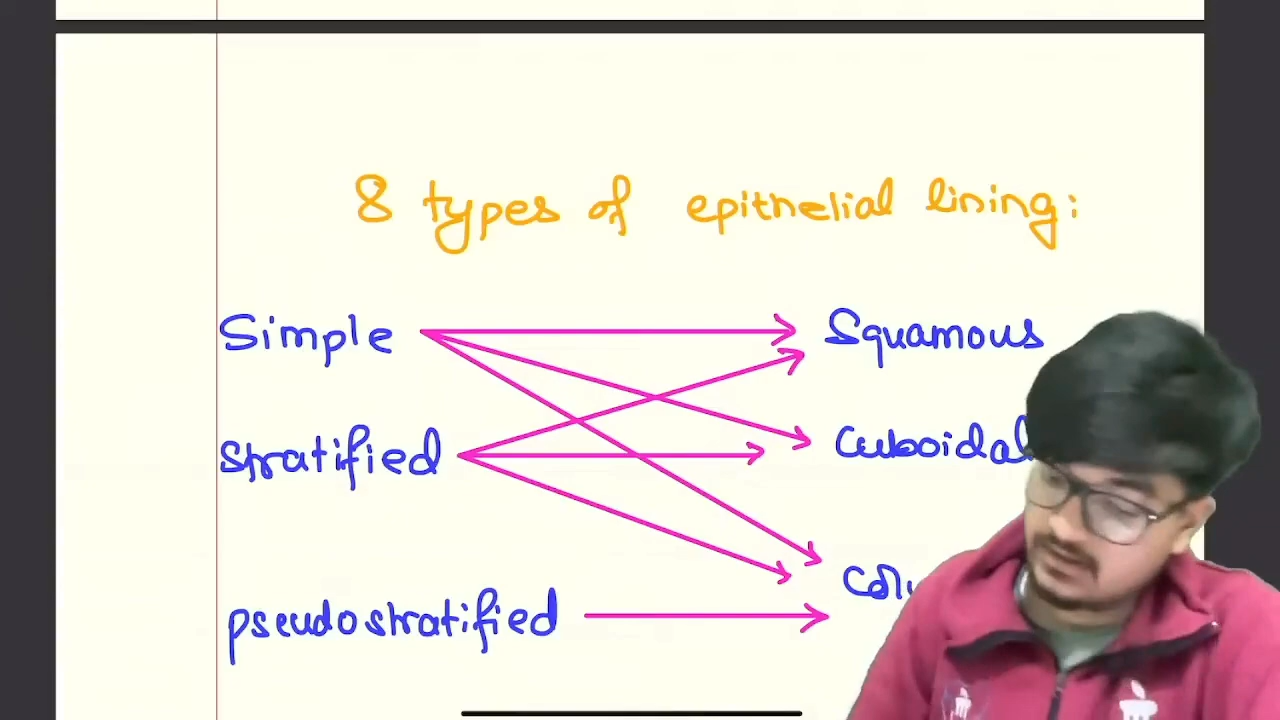 8 types of epithelial lining:
Simple
Squamous
stratified
Cuboidal
pseudostratified